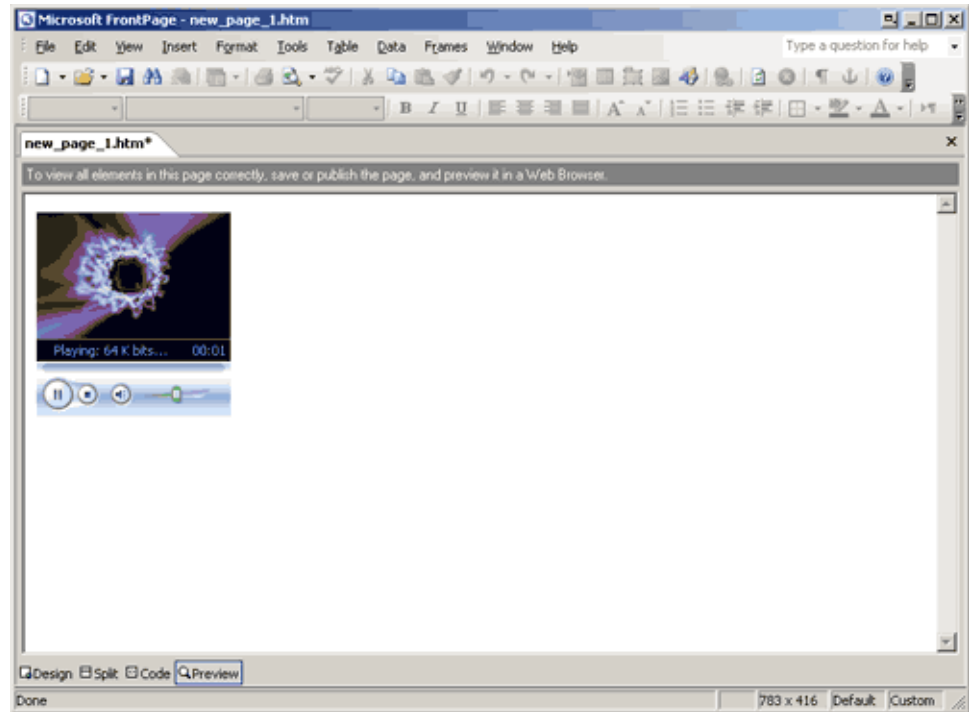 Microsoft FrontPage - new_page_1.htm
File Edit View Insert Format Tools Table Data Frames Window Help Type a question for help
B I U A A A
new_page_1.htm*
To view all elements in this page correctly, save or publish the page, and preview it in a Web Browser.
Playing: 64 K bits... 00:01
Design Split Code Preview
Done 783 x 416 Default Custom